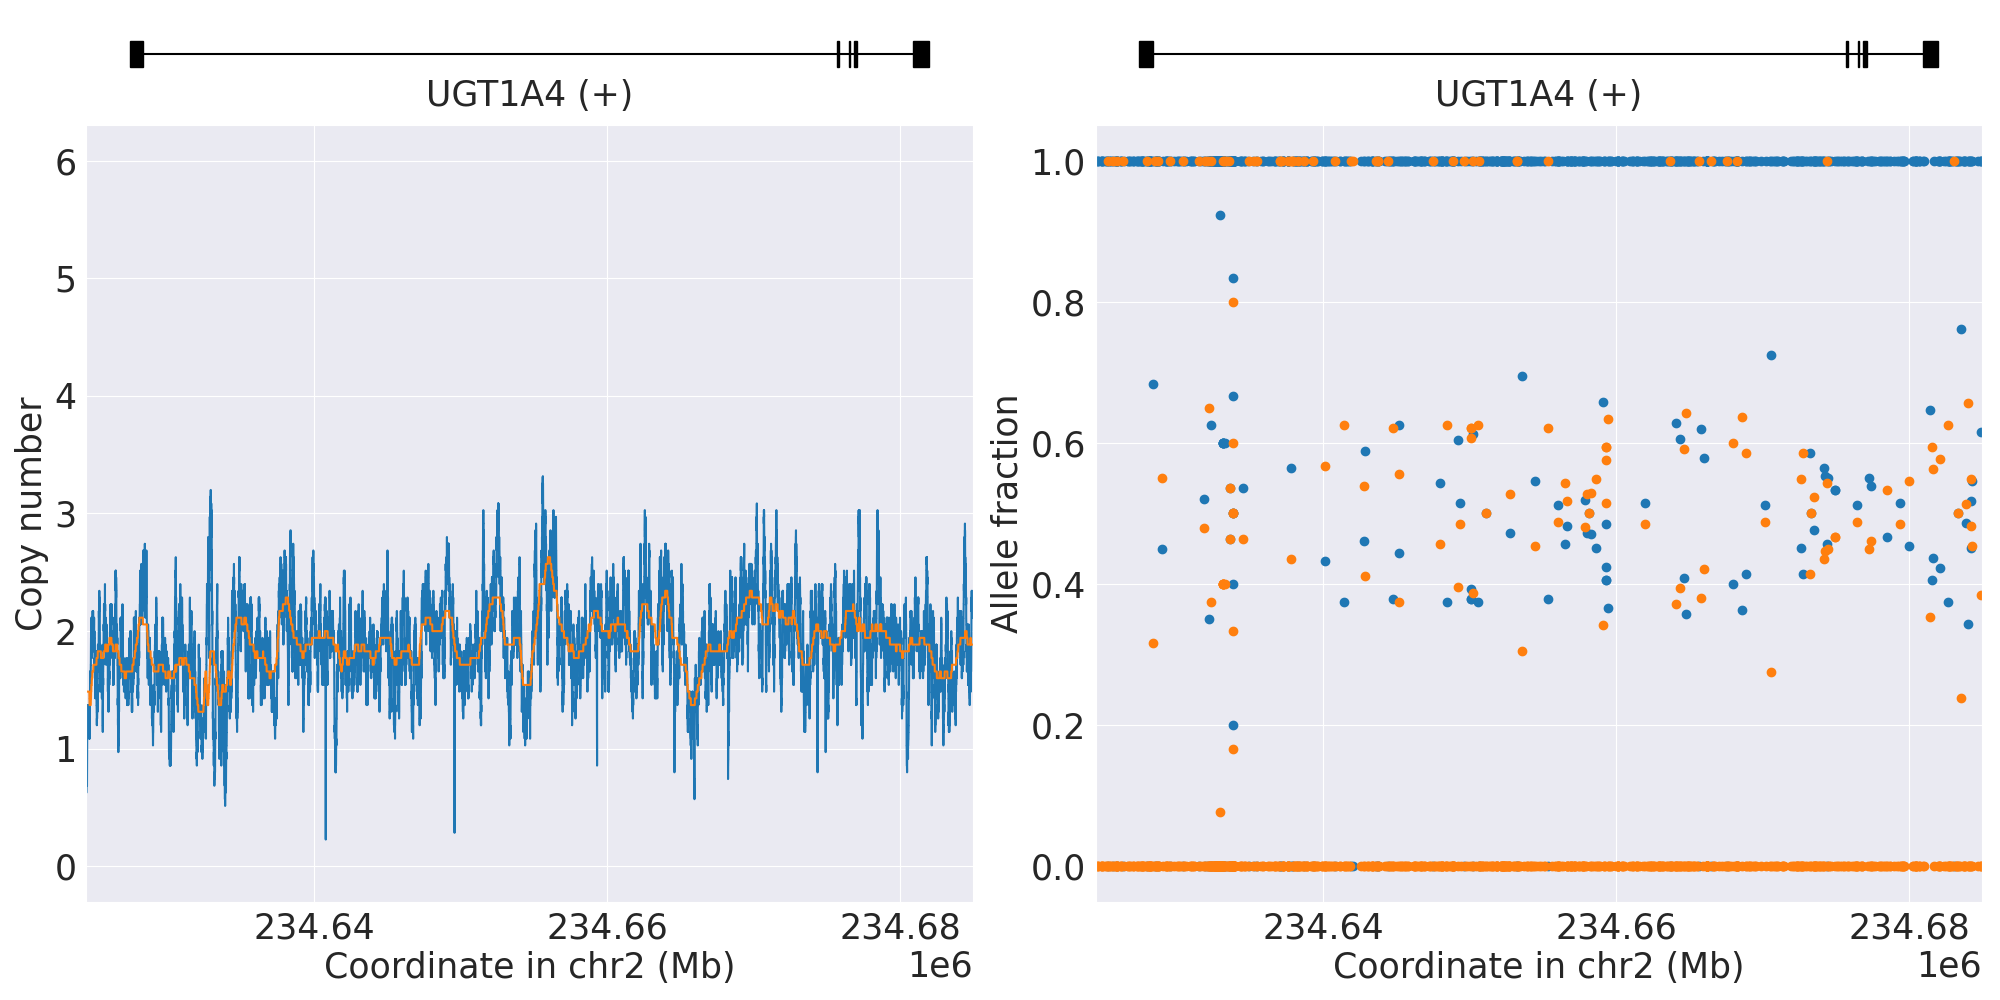 UGT1A4 (+)
6
5
4
3
2
1
0
Copy number
234.64 234.66 234.68
Coordinate in chr2 (Mb)
1e6
UGT1A4 (+)
1.0
0.8
0.6
0.4
0.2
0.0
Allele fraction
234.64 234.66 234.68
Coordinate in chr2 (Mb)
1e6